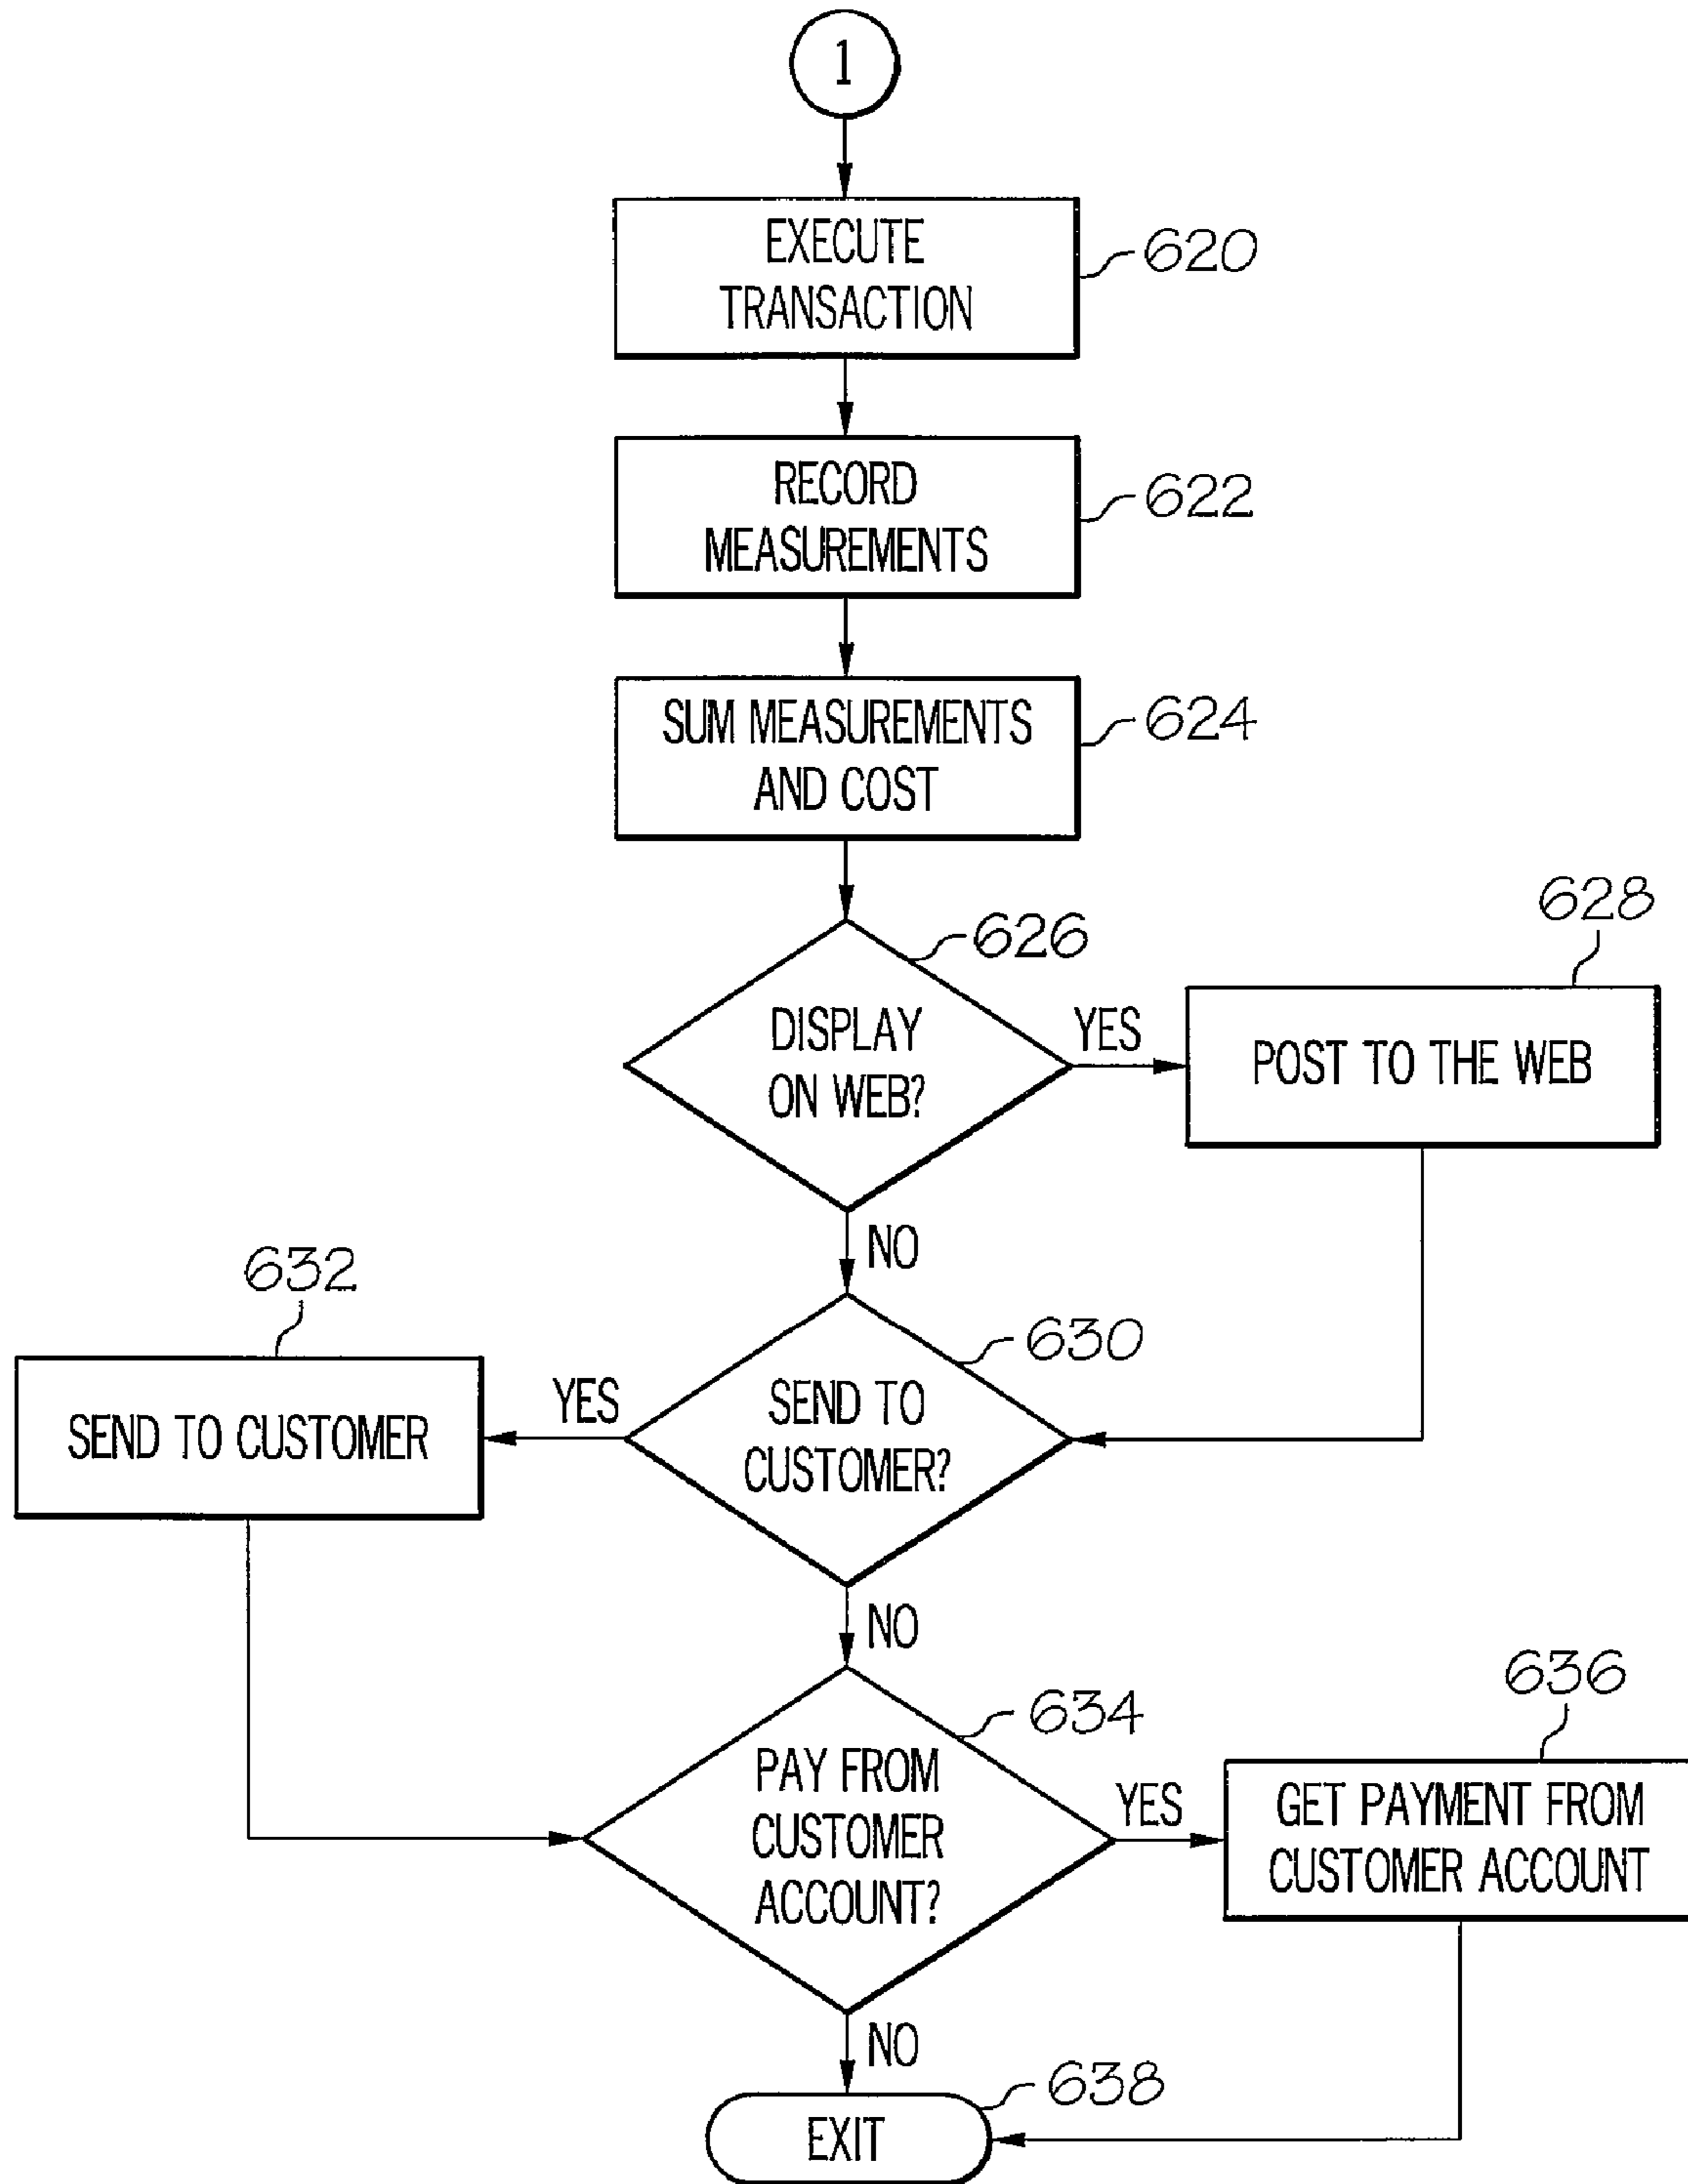 1
EXECUTE
TRANSACTION
620
RECORD
MEASUREMENTS
622
SUM MEASUREMENTS
AND COST
624
626
DISPLAY
ON WEB?
YES
628
POST TO THE WEB
NO
632
SEND TO CUSTOMER
YES
630
SEND TO
CUSTOMER?
NO
634
PAY FROM
CUSTOMER
ACCOUNT?
YES
636
GET PAYMENT FROM
CUSTOMER ACCOUNT
NO
638
EXIT